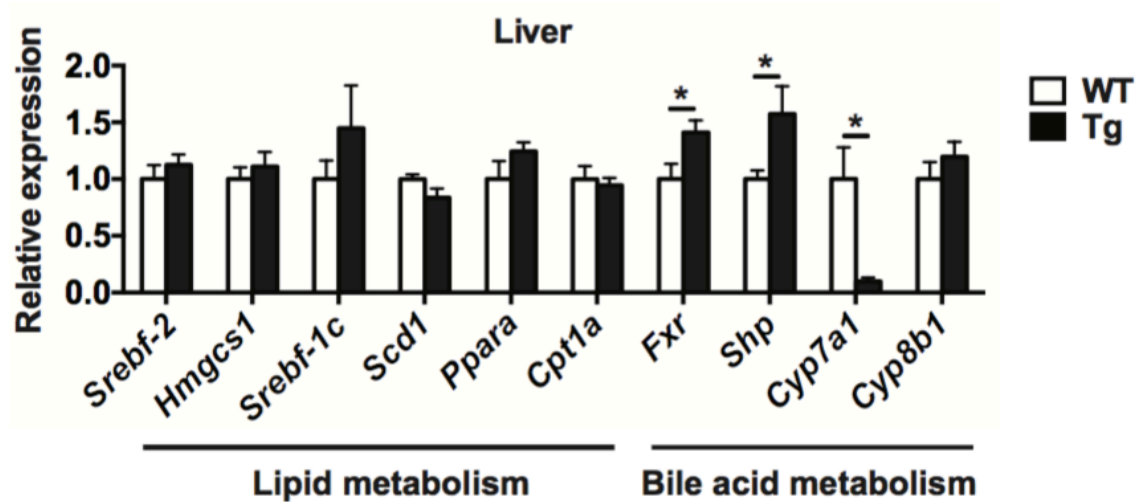 Liver
Relative expression
2.0
1.5
1.0
0.5
0.0
*
*
*
WT
Tg
Srebf-2
Hmgcs1
Srebf-1c
Scd1
Ppara
Cpt1a
Fxr
Shp
Cyp7a1
Cyp8b1
Lipid metabolism
Bile acid metabolism